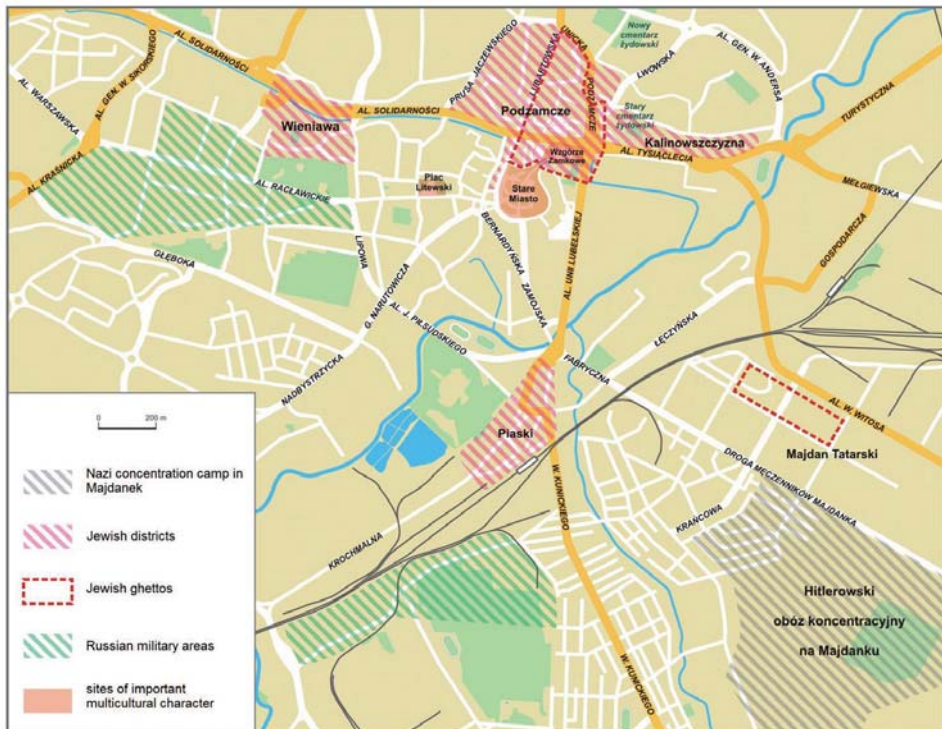 AL. SOLIDARNOŚCI
AL. GEN. W. SIKORSKIEGO
AL. WARSZAWSKA
AL. KRAŚNICKA
Wieniawa
AL. SOLIDARNOŚCI
PRUSA JACZEWSKIEGO
LUBARTOWSKA
UNICKA
PODZAMCZE
Podzamcze
Nowy
cmentarz
żydowski
LWOWSKA
AL. GEN. W. ANDERSA
Stary
cmentarz
żydowski
Kalinowszczyzna
AL. TYSIĄCLECIA
TURYSTYCZNA
MEŁGIEWSKA
GOSPODARCZA
Wzgórze
Zamkowe
Plac
Litewski
Stare
Miasto
AL. RACŁAWICKIE
GŁĘBOKA
LIPOWA
G. NARUTOWICZA
BERNARDYŃSKA
ZAMOJSKA
AL. UNII LUBELSKIEJ
AL. J. PIŁSUDSKIEGO
NADBYSTRZYCKA
FABRYCZNA
ŁĘCZYŃSKA
Piaski
AL. W. WITOSA
Majdan Tatarski
DROGA MĘCZENNIKÓW MAJDANKA
KRAŃCOWA
W. KUNICKIEGO
KROCHMALNA
W. KUNICKIEGO
Hitlerowski
obóz koncentracyjny
na Majdanku
0 200 m
Nazi concentration camp in
Majdanek
Jewish districts
Jewish ghettos
Russian military areas
sites of important
multicultural character